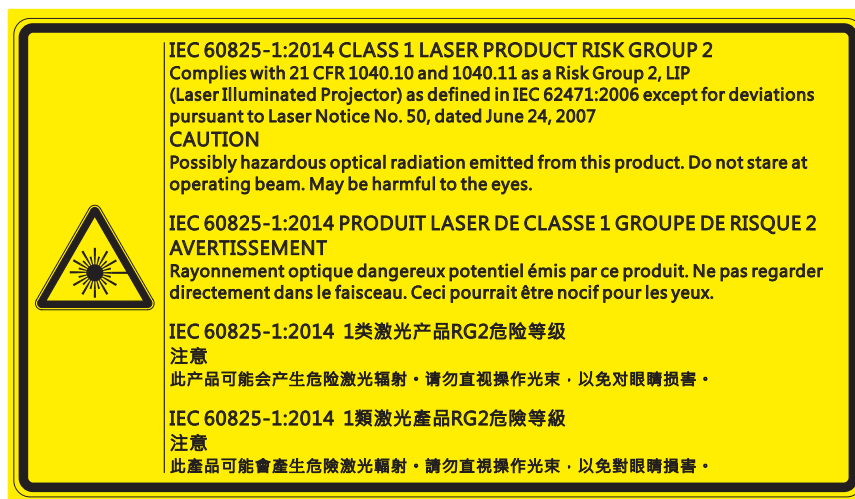 IEC 60825-1:2014 CLASS 1 LASER PRODUCT RISK GROUP 2
Complies with 21 CFR 1040.10 and 1040.11 as a Risk Group 2, LIP
(Laser Illuminated Projector) as defined in IEC 62471:2006 except for deviations
pursuant to Laser Notice No. 50, dated June 24, 2007
CAUTION
Possibly hazardous optical radiation emitted from this product. Do not stare at
operating beam. May be harmful to the eyes.
IEC 60825-1:2014 PRODUIT LASER DE CLASSE 1 GROUPE DE RISQUE 2
AVERTISSEMENT
Rayonnement optique dangereux potentiel émis par ce produit. Ne pas regarder
directement dans le faisceau. Ceci pourrait être nocif pour les yeux.
IEC 60825-1:2014 1类激光产品RG2危险等级
注意
此产品可能会产生危险激光辐射。请勿直视操作光束，以免对眼睛损害。
IEC 60825-1:2014 1類激光產品RG2危險等級
注意
此產品可能會產生危險激光輻射。請勿直視操作光束，以免對眼睛損害。